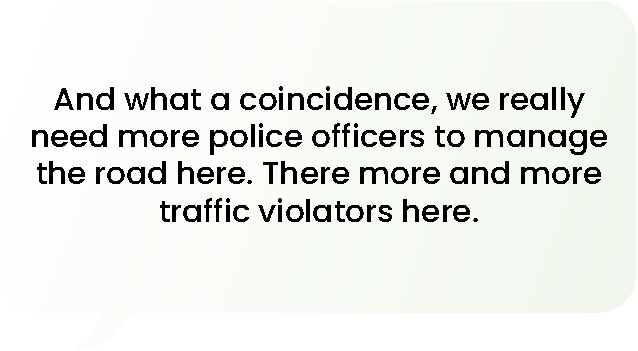 And what a coincidence, we really
need more police officers to manage
the road here. There more and more
traffic violators here.